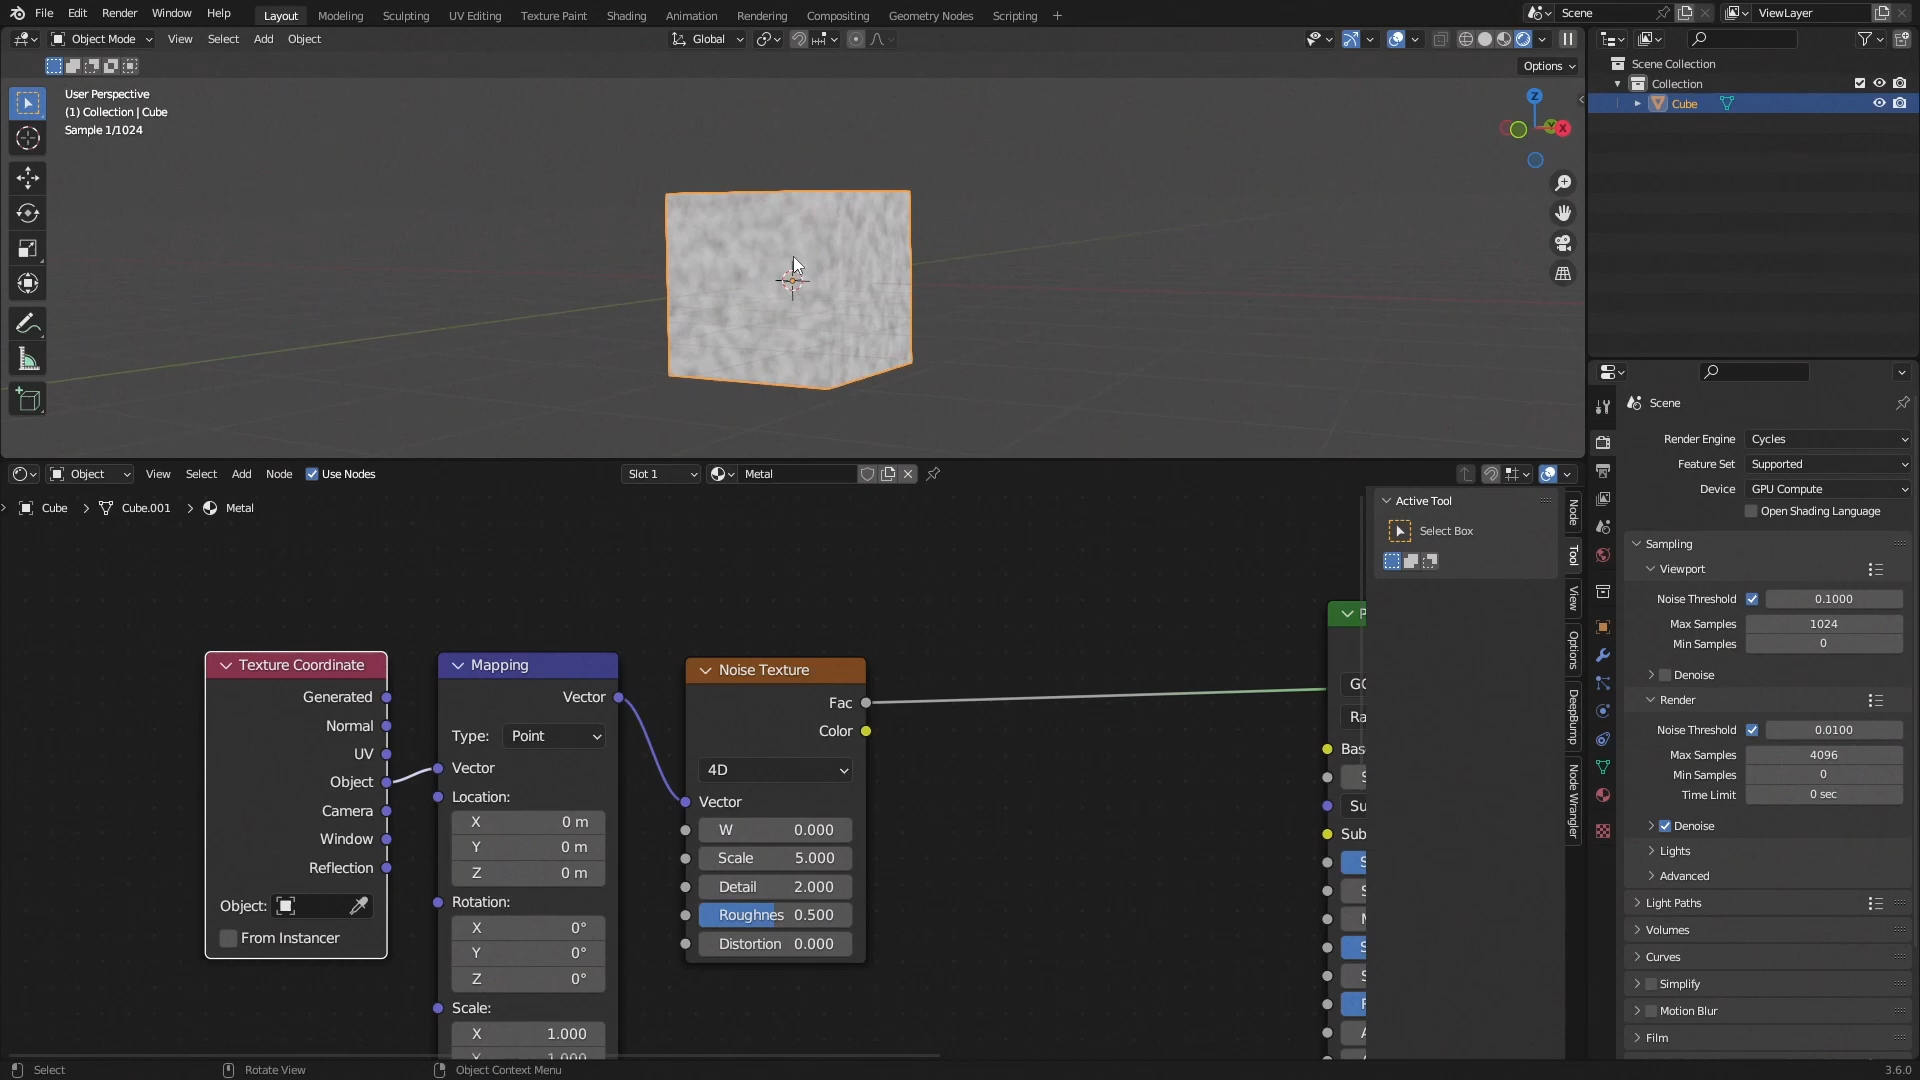 File Edit Render Window Help Layout Modeling Sculpting UV Editing Texture Paint Shading Animation Rendering Compositing Geometry Nodes Scripting + Scene ViewLayer
Object Mode View Select Add Object Global
Options
User Perspective
(1) Collection | Cube
Sample 1/1024
Z
Y
X
Scene Collection
Collection
Cube
Scene
Render Engine Cycles
Feature Set Supported
Device GPU Compute
Open Shading Language
Sampling
Viewport
Noise Threshold 0.1000
Max Samples 1024
Min Samples 0
Denoise
Render
Noise Threshold 0.0100
Max Samples 4096
Min Samples 0
Time Limit 0 sec
Denoise
Lights
Advanced
Light Paths
Volumes
Curves
Simplify
Motion Blur
Film
Object View Select Add Node Use Nodes Slot 1 Metal
Cube > Cube.001 > Metal
Active Tool
Select Box
Node
Tool
View
Options
DeepBump
Node Wrangler
Texture Coordinate
Generated
Normal
UV
Object
Camera
Window
Reflection
Object:
From Instancer
Mapping
Vector
Type: Point
Vector
Location:
X 0 m
Y 0 m
Z 0 m
Rotation:
X 0°
Y 0°
Z 0°
Scale:
X 1.000
Noise Texture
Fac
Color
4D
Vector
W 0.000
Scale 5.000
Detail 2.000
Roughnes 0.500
Distortion 0.000
P
GG
Ra
Bas
Su
Sub
Select Rotate View Object Context Menu 3.6.0